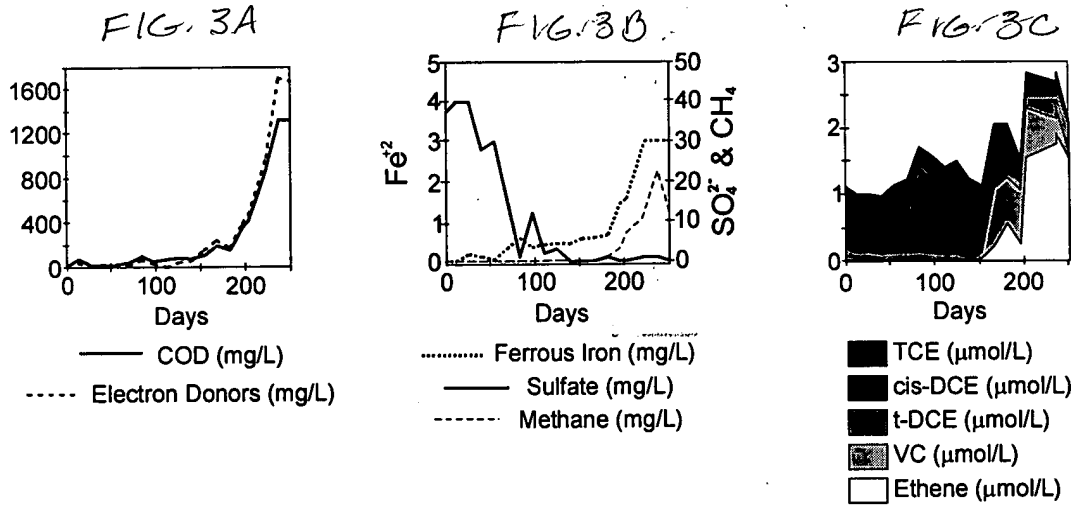 FIG. 3A
1600
1200
800
400
0
0 100 200
Days
COD (mg/L)
Electron Donors (mg/L)
FIG. 3B
5
4
3
2
1
0
Fe+2
50
40
30
20
10
0
SO₄²⁻ & CH₄
0 100 200
Days
Ferrous Iron (mg/L)
Sulfate (mg/L)
Methane (mg/L)
FIG. 3C
3
2
1
0
0 100 200
Days
TCE (μmol/L)
cis-DCE (μmol/L)
t-DCE (μmol/L)
VC (μmol/L)
Ethene (μmol/L)